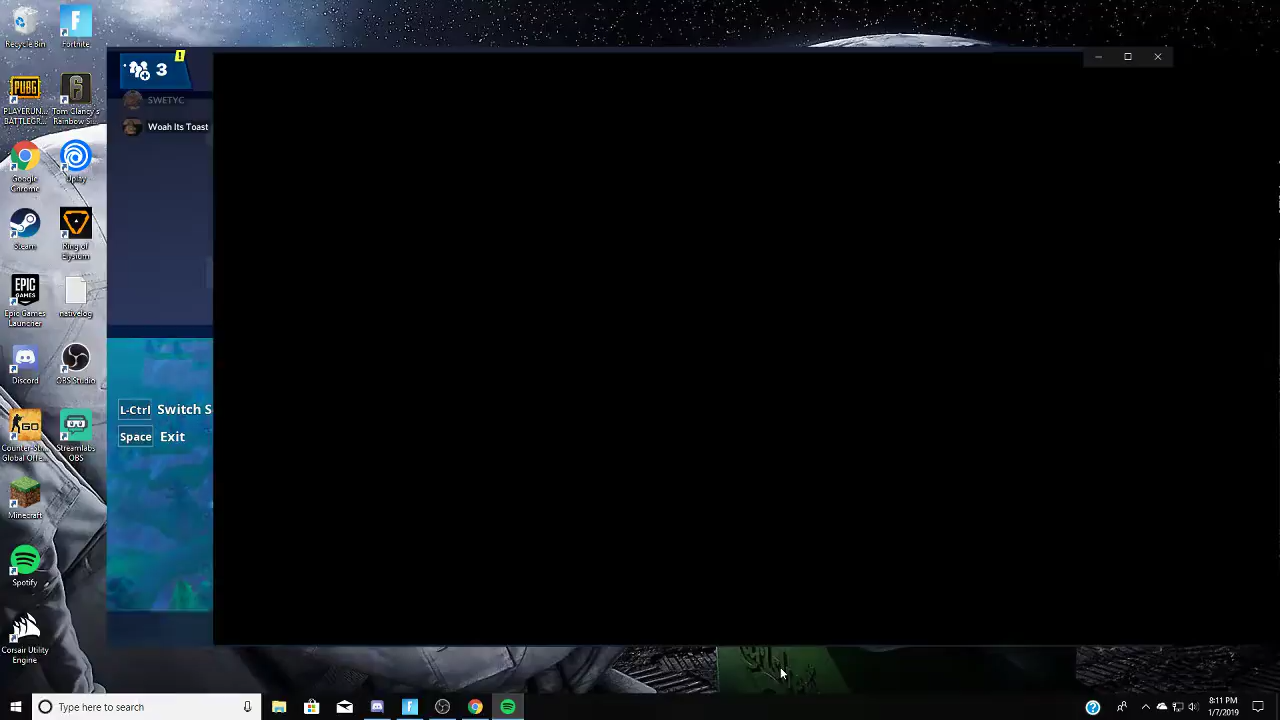 Recycle Bin
Fortnite
3
SWETYC
Woah Its Toast
PUBG
PLAYERUN...
BATTLEGR...
Tom Clancy's
Rainbow Si...
Google
Chrome
Uplay
Steam
Ring of
Elysium
EPIC
GAMES
Epic Games
Launcher
nativelog
Discord
OBS Studio
L-Ctrl Switch S
Space Exit
GO
Counter-Str...
Global Offe...
Streamlabs
OBS
Minecraft
Spotify
Corsair Utility
Engine
Type here to search
8:11 PM
1/7/2019